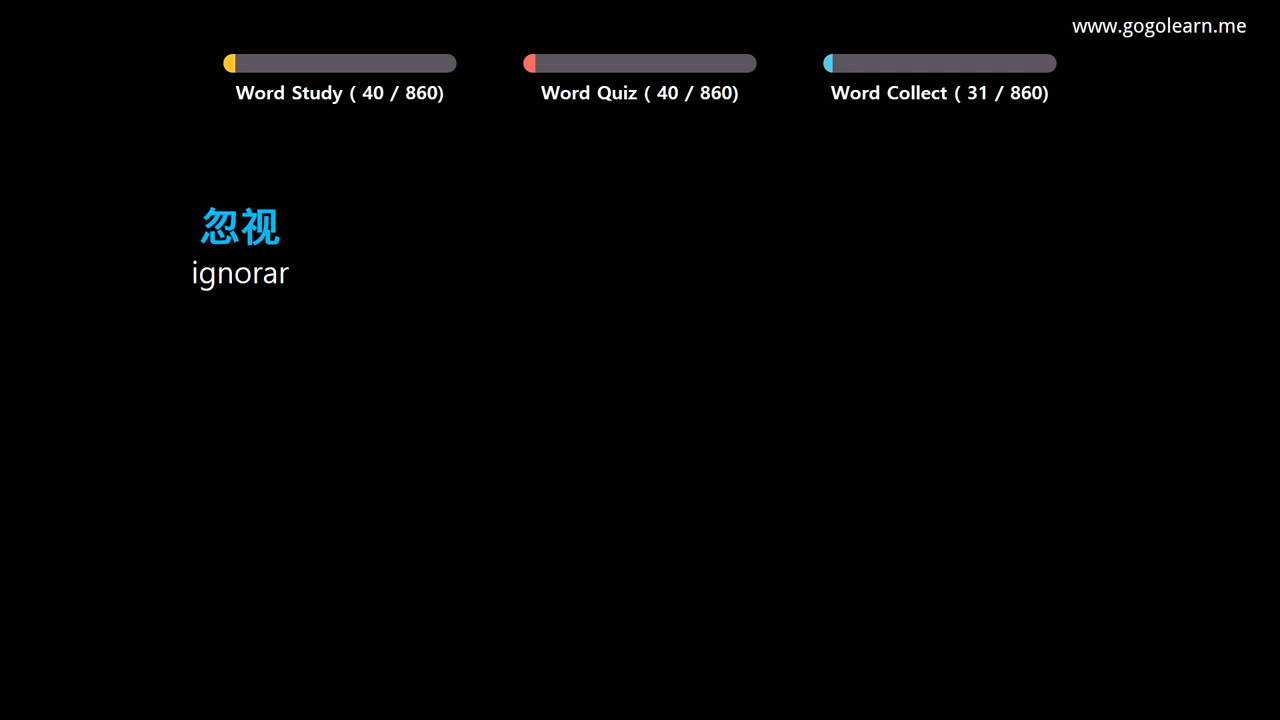 www.gogolearn.me
Word Study ( 40 / 860)
Word Quiz ( 40 / 860)
Word Collect ( 31 / 860)
忽视
ignorar